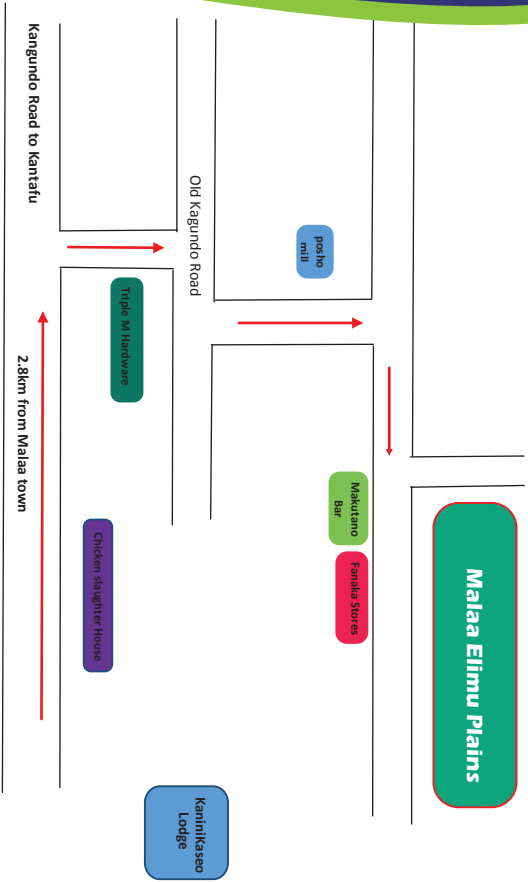 Malaa Elimu Plains
Makutano
Bar
Fanaka Stores
posho
mill
Old Kagundo Road
KaniniKaseo
Lodge
Triple M Hardware
Chicken slaughter House
Kangundo Road to Kantafu
2.8km from Malaa town